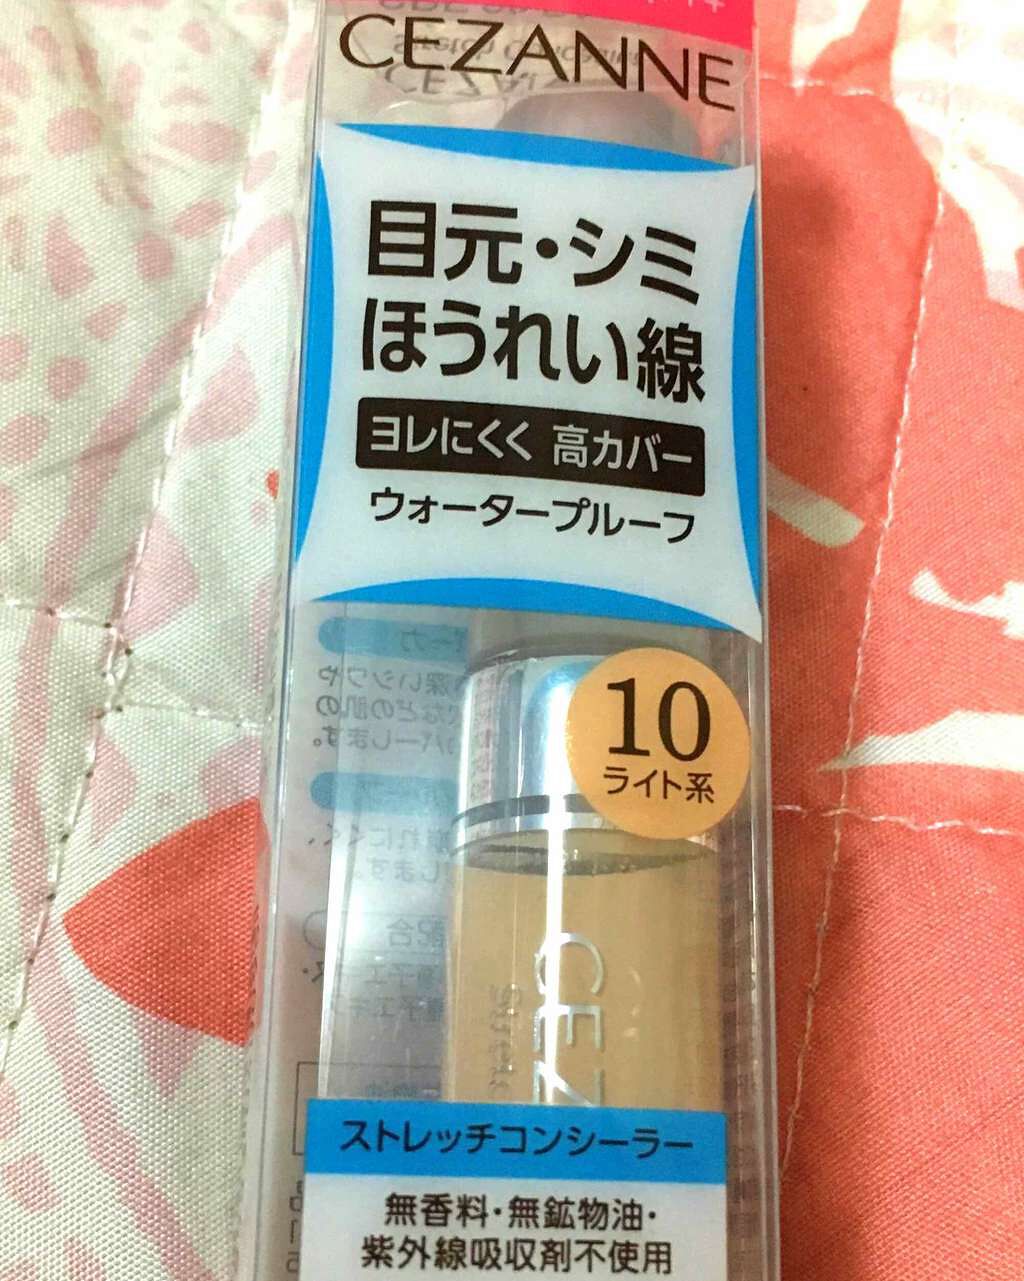 CEZANNE
目元・シミ
ほうれい線
ヨレにくく 高カバー
ウォータープルーフ
10
ライト系
CEZ
ストレッチコンシーラー
無香料・無鉱物油・
紫外線吸収剤不使用